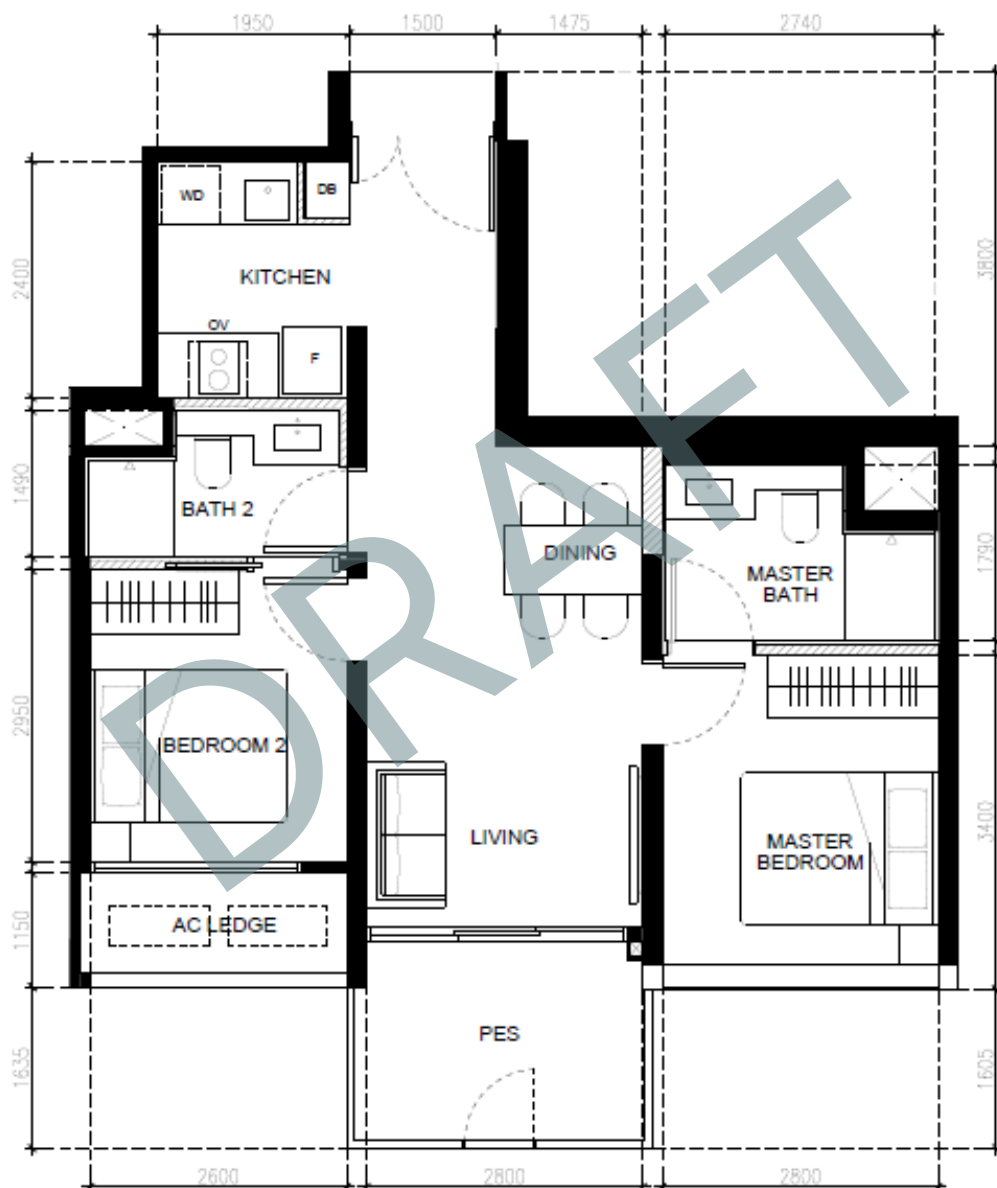 1950
1500
1475
2740
WD
DB
2400
KITCHEN
3800
OV
F
1490
BATH 2
DINING
MASTER
BATH
1790
2950
BEDROOM 2
LIVING
MASTER
BEDROOM
3400
AC LEDGE
1150
PES
1635
1605
2600
2800
2800
DRAFT